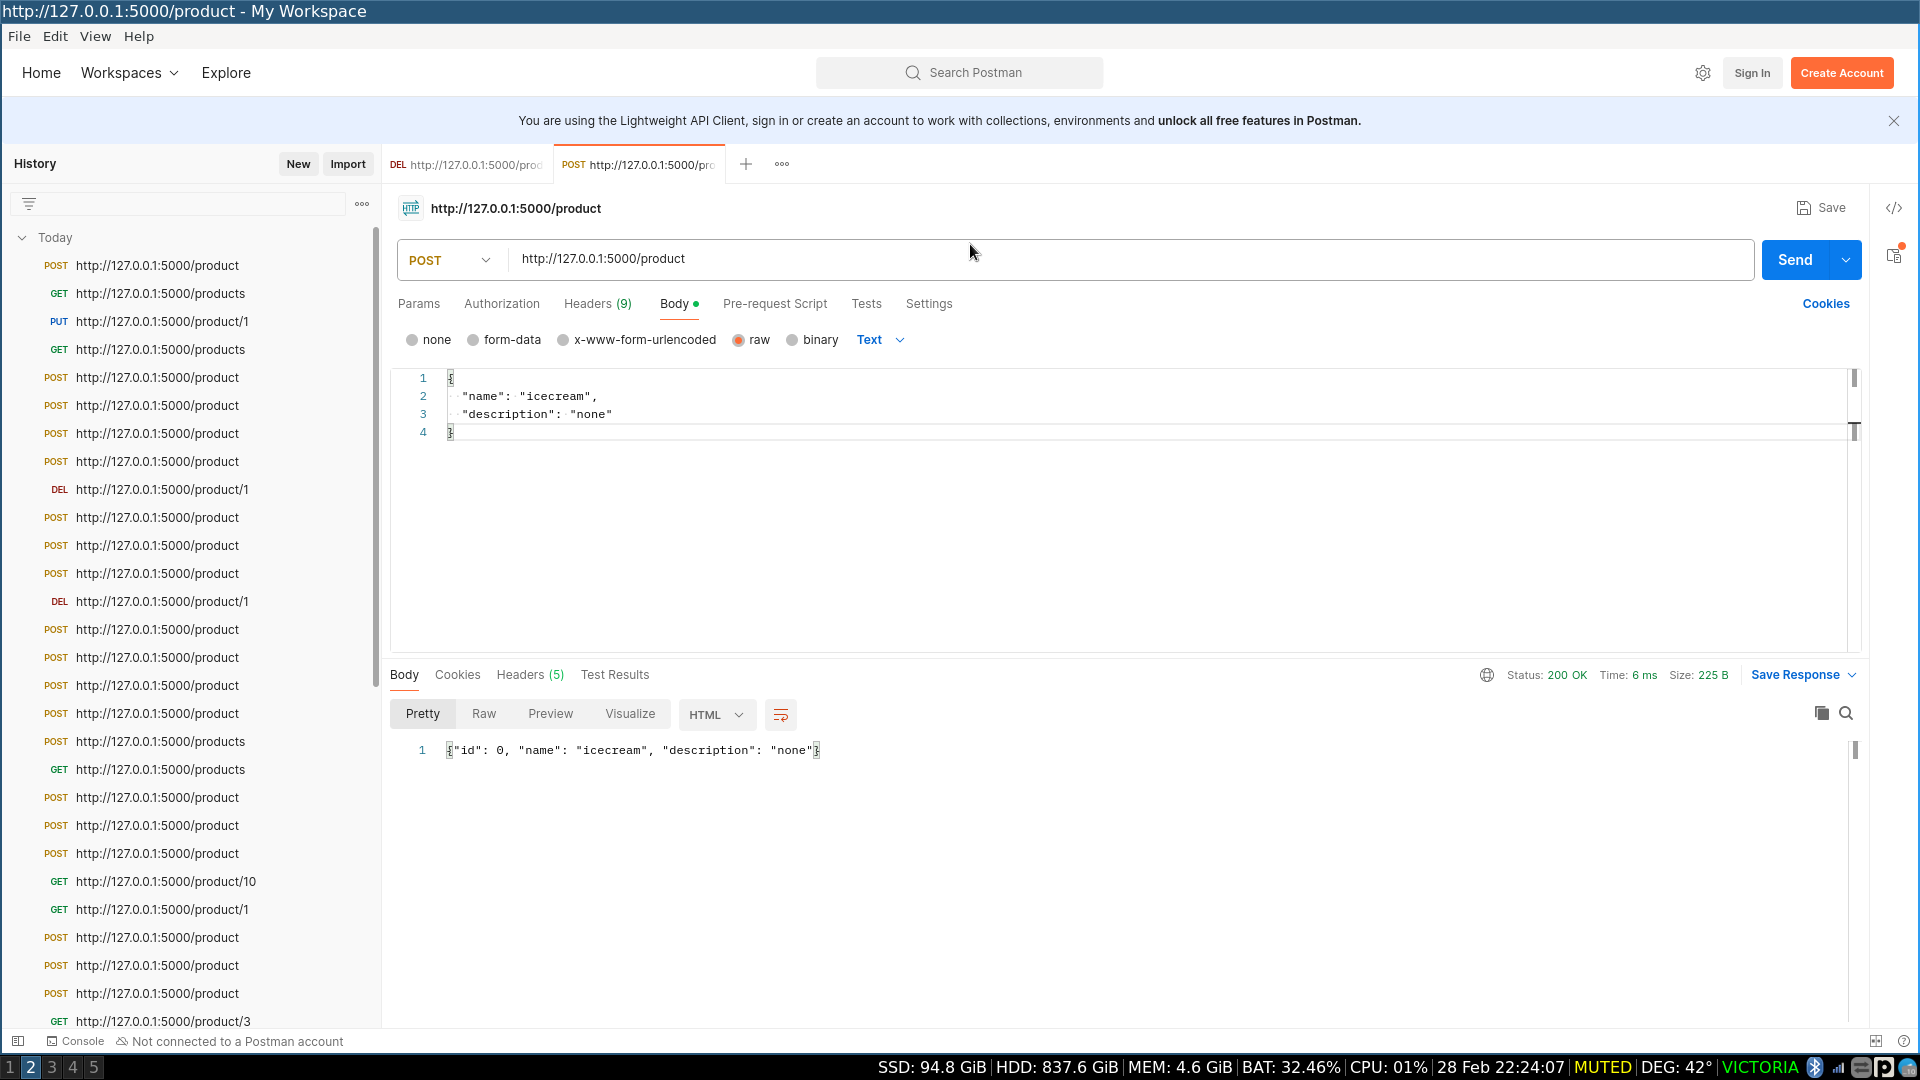 http://127.0.0.1:5000/product - My Workspace
File Edit View Help
Home Workspaces Explore
Search Postman
Sign In
Create Account
You are using the Lightweight API Client, sign in or create an account to work with collections, environments and unlock all free features in Postman.
History
New
Import
DEL http://127.0.0.1:5000/prod
POST http://127.0.0.1:5000/pro
Today
POST http://127.0.0.1:5000/product
GET http://127.0.0.1:5000/products
PUT http://127.0.0.1:5000/product/1
GET http://127.0.0.1:5000/products
POST http://127.0.0.1:5000/product
POST http://127.0.0.1:5000/product
POST http://127.0.0.1:5000/product
POST http://127.0.0.1:5000/product
DEL http://127.0.0.1:5000/product/1
POST http://127.0.0.1:5000/product
POST http://127.0.0.1:5000/product
POST http://127.0.0.1:5000/product
DEL http://127.0.0.1:5000/product/1
POST http://127.0.0.1:5000/product
POST http://127.0.0.1:5000/product
POST http://127.0.0.1:5000/product
POST http://127.0.0.1:5000/product
POST http://127.0.0.1:5000/products
GET http://127.0.0.1:5000/products
POST http://127.0.0.1:5000/product
POST http://127.0.0.1:5000/product
POST http://127.0.0.1:5000/product
GET http://127.0.0.1:5000/product/10
GET http://127.0.0.1:5000/product/1
POST http://127.0.0.1:5000/product
POST http://127.0.0.1:5000/product
POST http://127.0.0.1:5000/product
GET http://127.0.0.1:5000/product/3
HTTP http://127.0.0.1:5000/product
Save
</>
POST http://127.0.0.1:5000/product
Send
Params Authorization Headers (9) Body Pre-request Script Tests Settings
Cookies
none form-data x-www-form-urlencoded raw binary Text
1 {
2 "name": "icecream",
3 "description": "none"
4 }
Body Cookies Headers (5) Test Results
Status: 200 OK Time: 6 ms Size: 225 B
Save Response
Pretty Raw Preview Visualize HTML
1 {"id": 0, "name": "icecream", "description": "none"}
Console
Not connected to a Postman account
1 2 3 4 5
SSD: 94.8 GiB HDD: 837.6 GiB MEM: 4.6 GiB BAT: 32.46% CPU: 01% 28 Feb 22:24:07 MUTED DEG: 42° VICTORIA